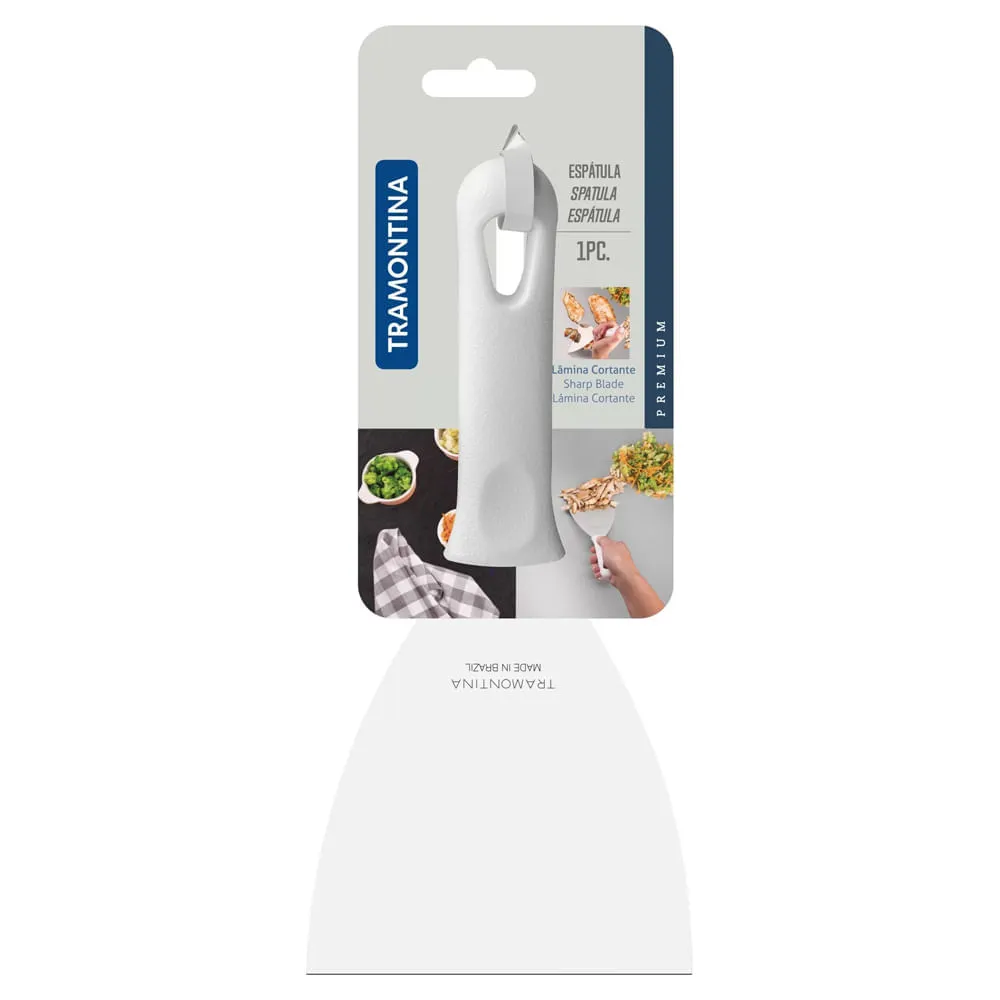 TRAMONTINA
ESPÁTULA
SPATULA
ESPÁTULA
1PC.
Lâmina Cortante
Sharp Blade
Lámina Cortante
PREMIUM
TRAMONTINA
MADE IN BRAZIL